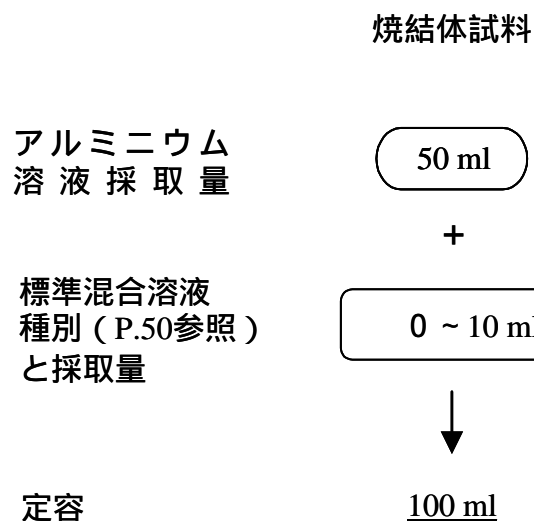 焼結体試料
アルミニウム
溶液採取量
50 ml
+
標準混合溶液
種別（P.50参照）
と採取量
0 ~ 10 ml
定容
100 ml